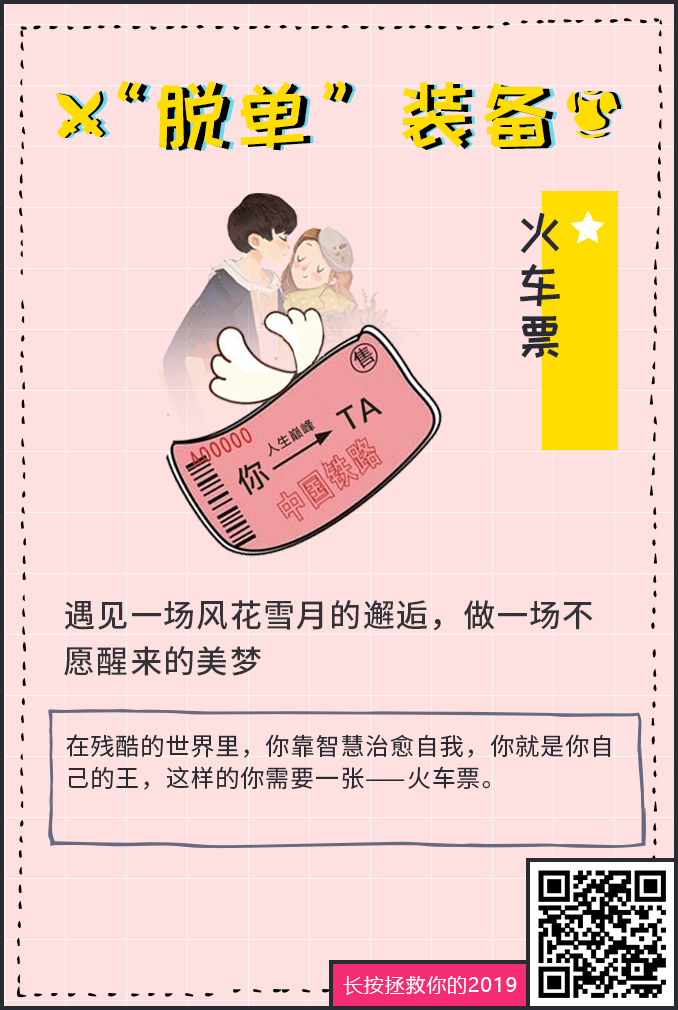 “脱单”装备
火车票
售
A00000
你
人生巅峰
TA
中国铁路
遇见一场风花雪月的邂逅，做一场不
愿醒来的美梦
在残酷的世界里，你靠智慧治愈自我，你就是你自
己的王，这样的你需要一张——火车票。
长按拯救你的2019